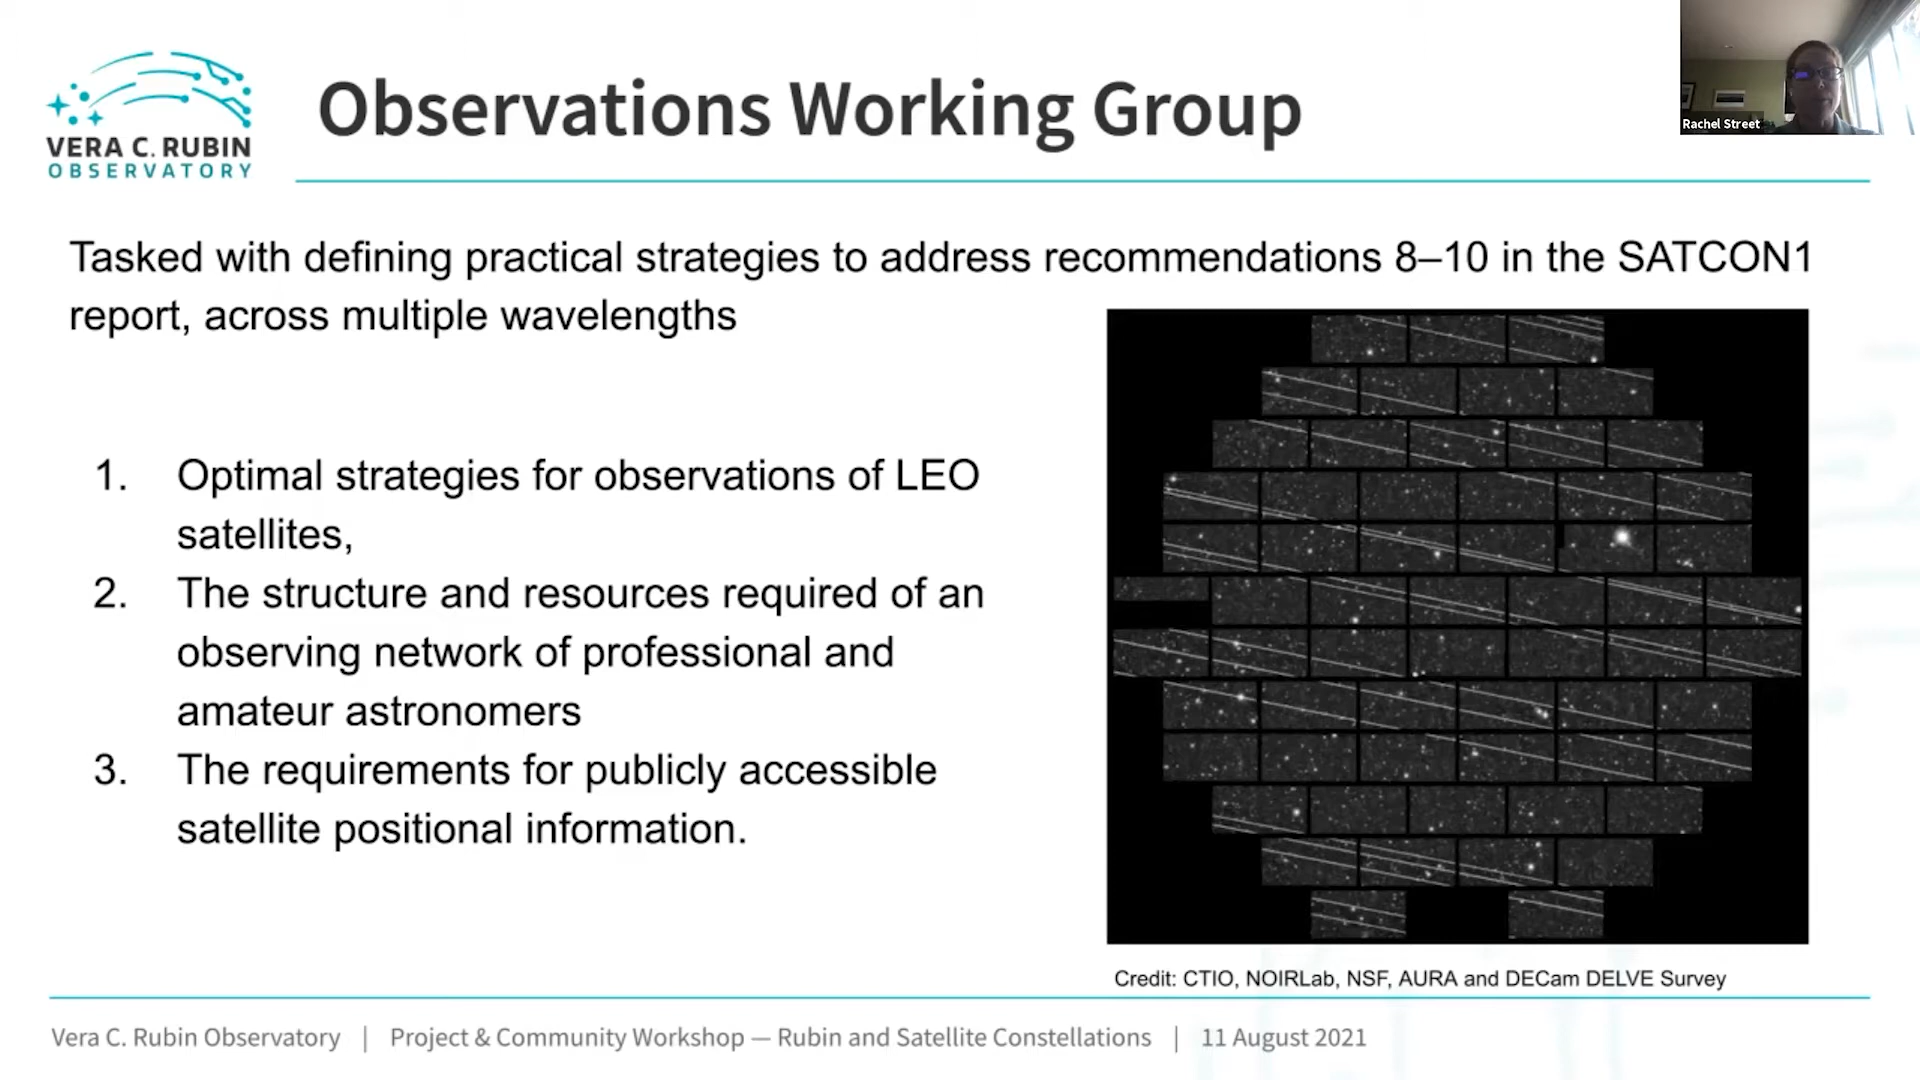 VERA C. RUBIN
OBSERVATORY
Observations Working Group
Rachel Street
Tasked with defining practical strategies to address recommendations 8–10 in the SATCON1
report, across multiple wavelengths
1. Optimal strategies for observations of LEO
satellites,
2. The structure and resources required of an
observing network of professional and
amateur astronomers
3. The requirements for publicly accessible
satellite positional information.
Credit: CTIO, NOIRLab, NSF, AURA and DECam DELVE Survey
Vera C. Rubin Observatory | Project & Community Workshop — Rubin and Satellite Constellations | 11 August 2021